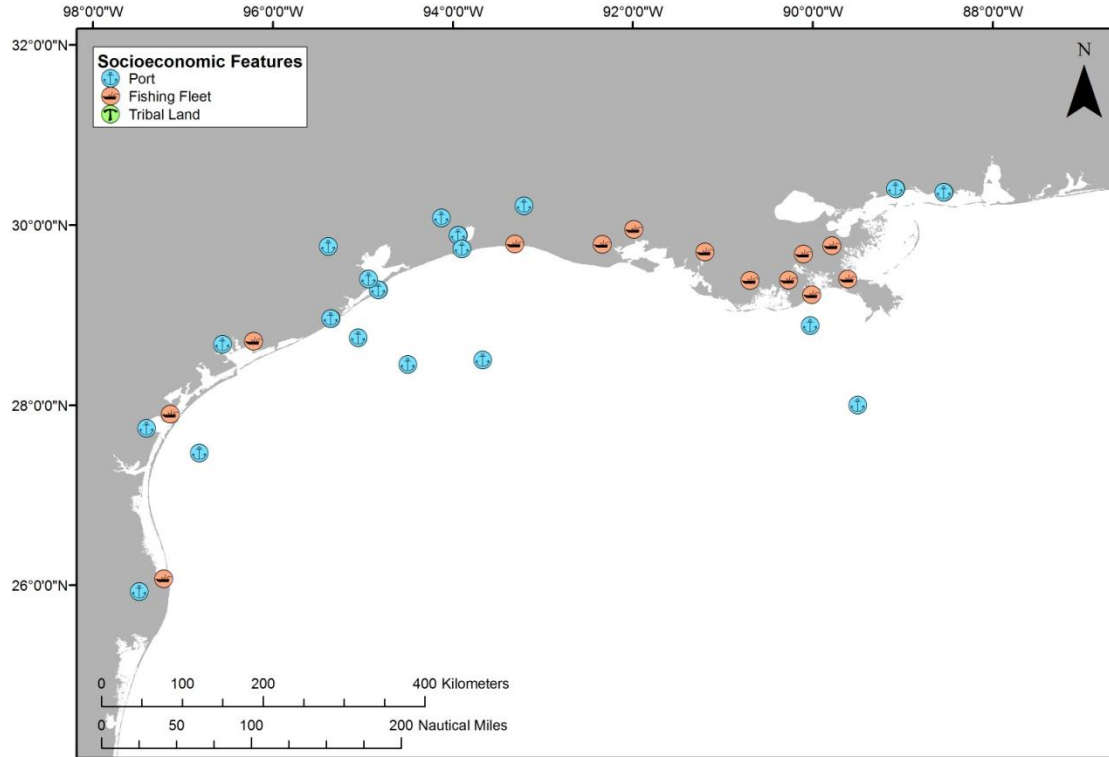 98°0'0"W 96°0'0"W 94°0'0"W 92°0'0"W 90°0'0"W 88°0'0"W
32°0'0"N
Socioeconomic Features
Port
Fishing Fleet
Tribal Land
N
30°0'0"N
28°0'0"N
26°0'0"N
0 100 200 400 Kilometers
0 50 100 200 Nautical Miles